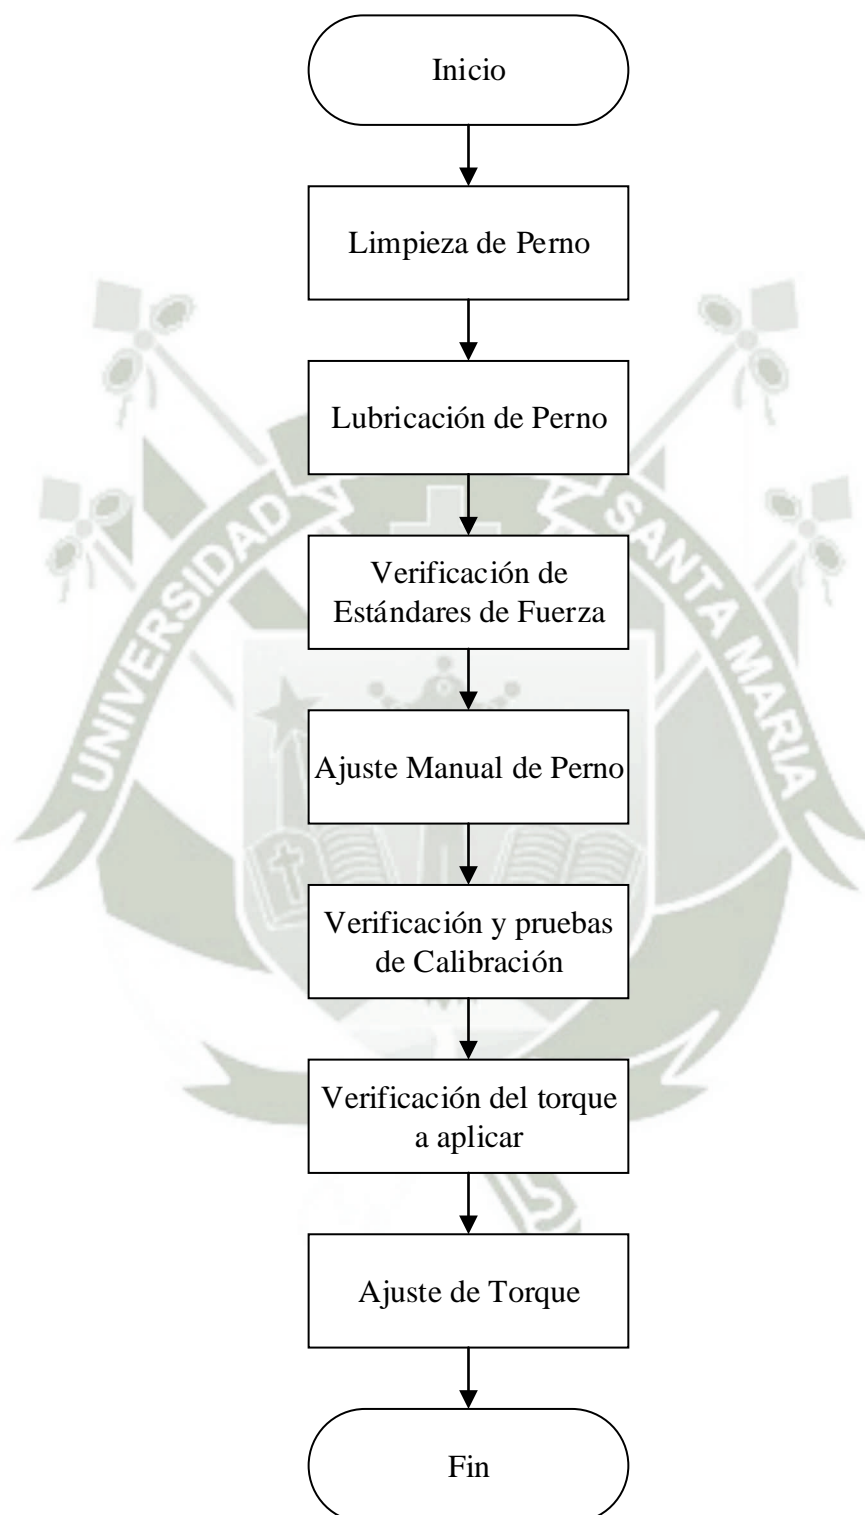 Inicio
Limpieza de Perno
Lubricación de Perno
UNIVERSIDAD
SANTA MARIA
Verificación de
Estándares de Fuerza
Ajuste Manual de Perno
Verificación y pruebas
de Calibración
Verificación del torque
a aplicar
Ajuste de Torque
Fin